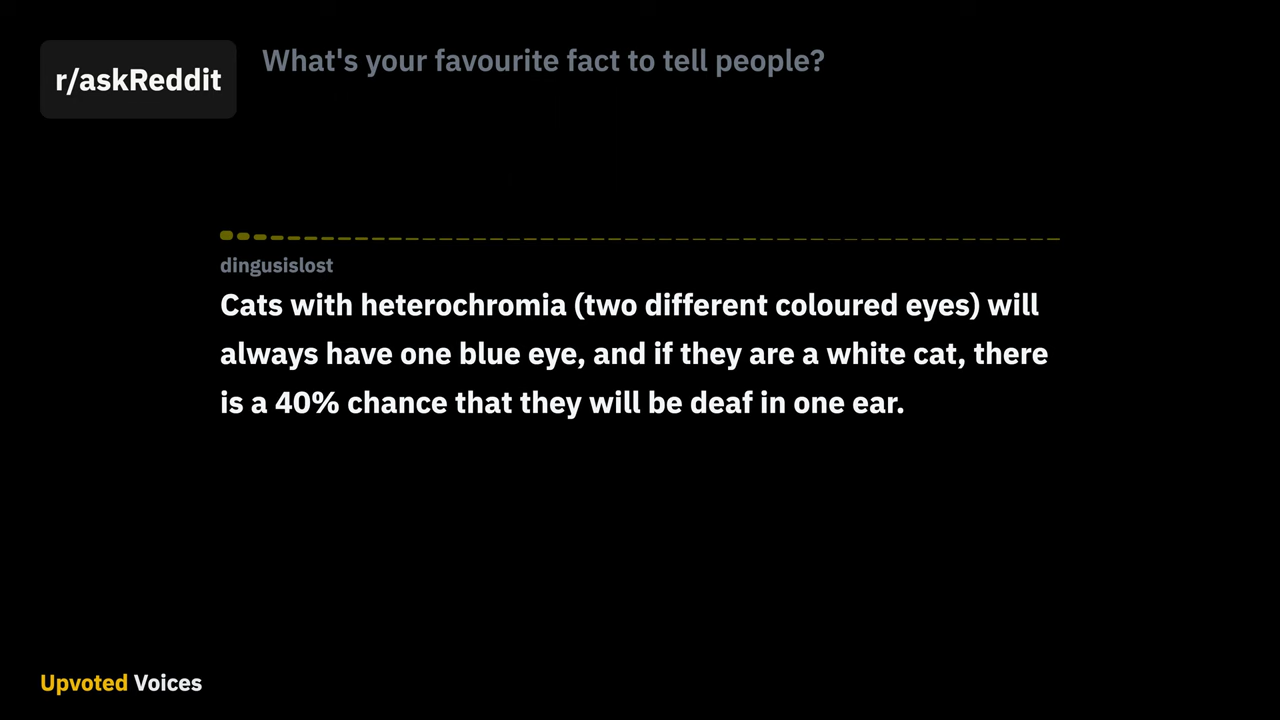 r/askReddit
What's your favourite fact to tell people?
dingusislost
Cats with heterochromia (two different coloured eyes) will
always have one blue eye, and if they are a white cat, there
is a 40% chance that they will be deaf in one ear.
Upvoted Voices